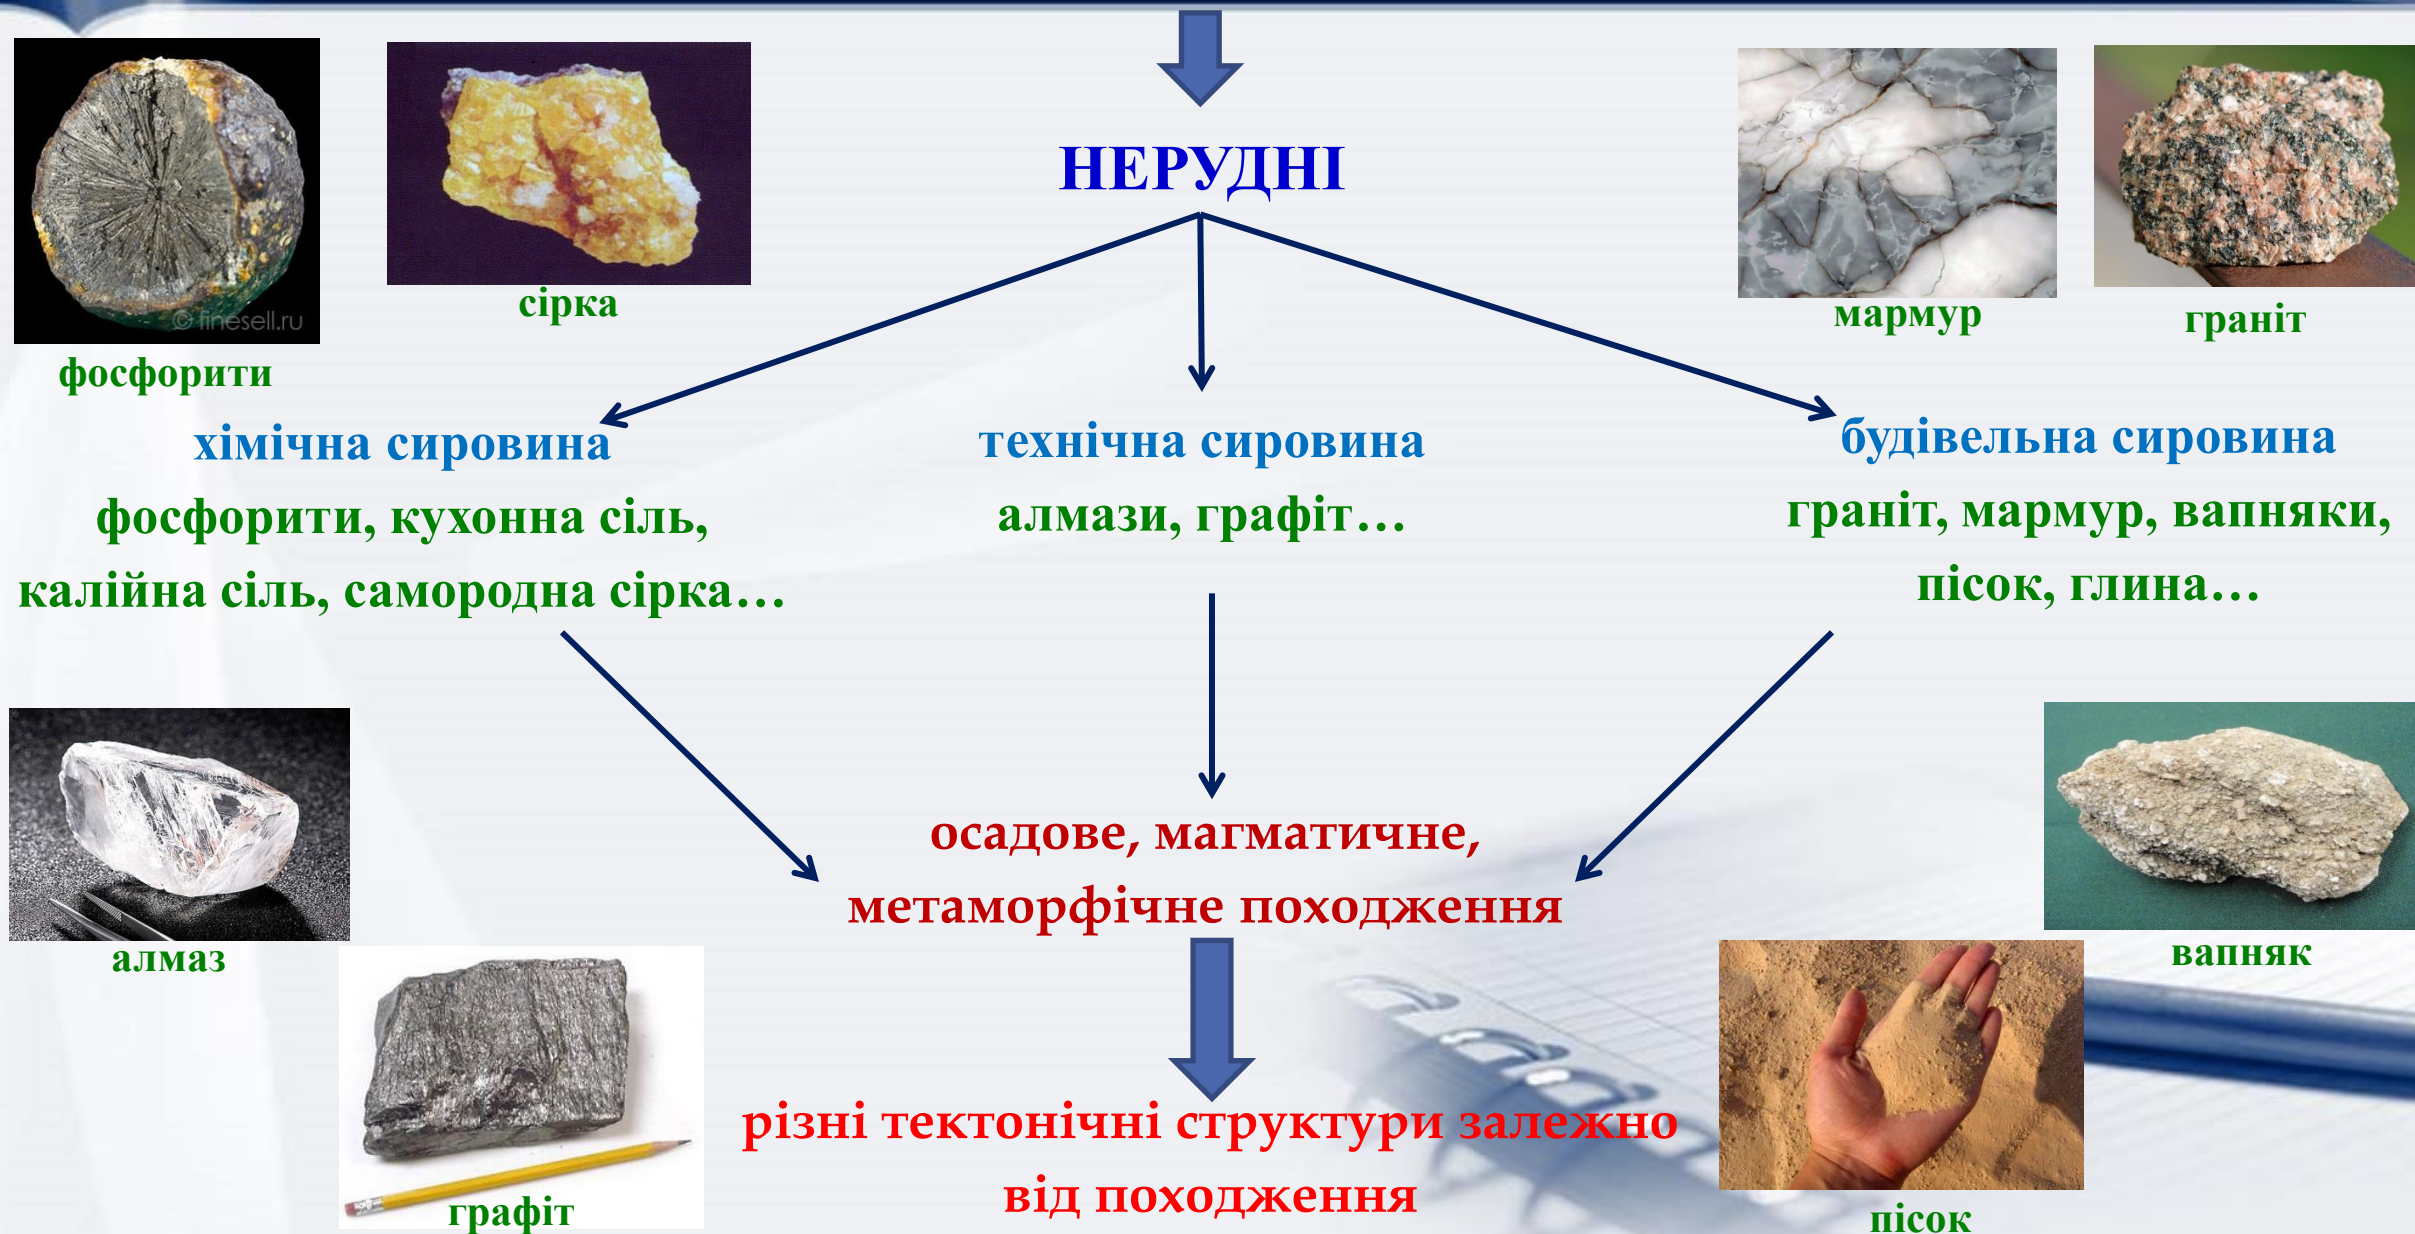 © finesell.ru
фосфорити
сірка
НЕРУДНІ
мармур
граніт
хімічна сировина
фосфорити, кухонна сіль,
калійна сіль, самородна сірка…
технічна сировина
алмази, графіт…
будівельна сировина
граніт, мармур, вапняки,
пісок, глина…
осадове, магматичне,
метаморфічне походження
алмаз
графіт
вапняк
пісок
різні тектонічні структури залежно
від походження